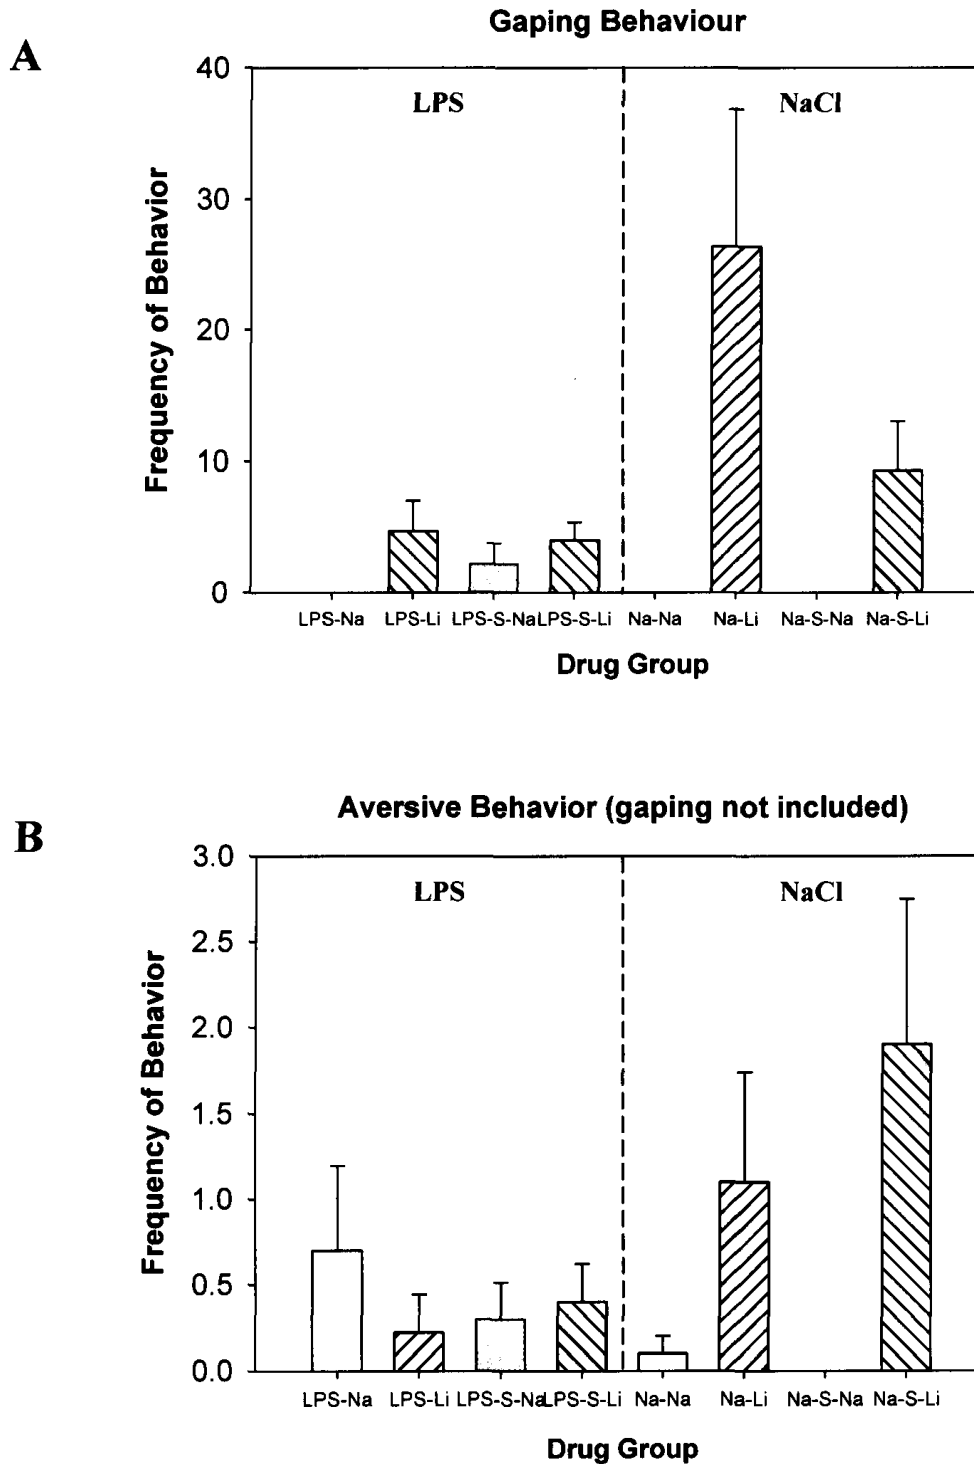 Gaping Behaviour
A
40
LPS
NaCl
30
20
10
0
Frequency of Behavior
LPS-Na LPS-Li LPS-S-Na LPS-S-Li Na-Na Na-Li Na-S-Na Na-S-Li
Drug Group
Aversive Behavior (gaping not included)
B
3.0
LPS
NaCl
2.5
2.0
1.5
1.0
0.5
0.0
Frequency of Behavior
LPS-Na LPS-Li LPS-S-Na LPS-S-Li Na-Na Na-Li Na-S-Na Na-S-Li
Drug Group